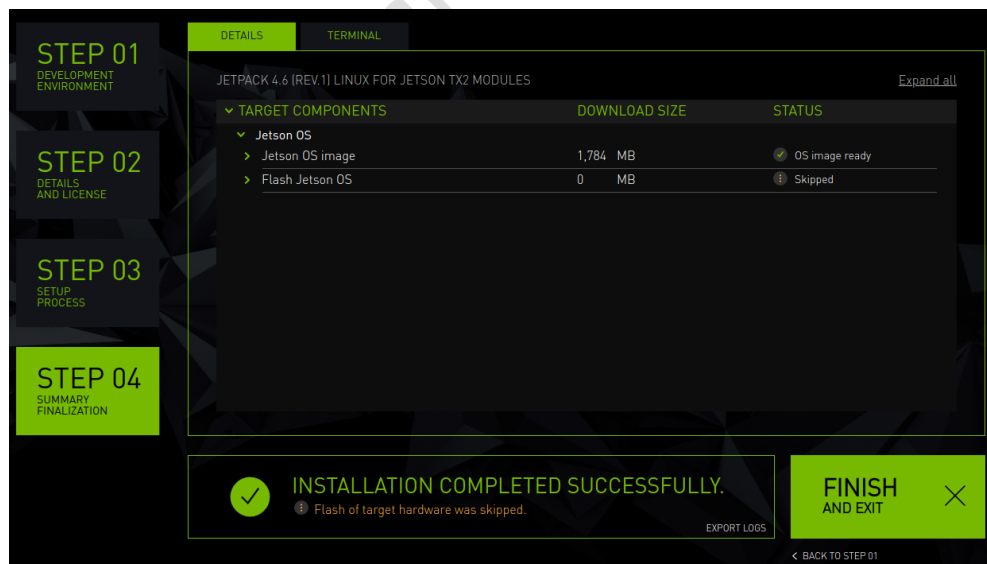 STEP 01
DEVELOPMENT
ENVIRONMENT
STEP 02
DETAILS
AND LICENSE
STEP 03
SETUP
PROCESS
STEP 04
SUMMARY
FINALIZATION
DETAILS TERMINAL
JETPACK 4.6 (REV.1) LINUX FOR JETSON TX2 MODULES Expand all
TARGET COMPONENTS DOWNLOAD SIZE STATUS
Jetson OS
Jetson OS image 1,784 MB OS image ready
Flash Jetson OS 0 MB Skipped
INSTALLATION COMPLETED SUCCESSFULLY.
Flash of target hardware was skipped.
EXPORT LOGS
FINISH
AND EXIT
BACK TO STEP 01